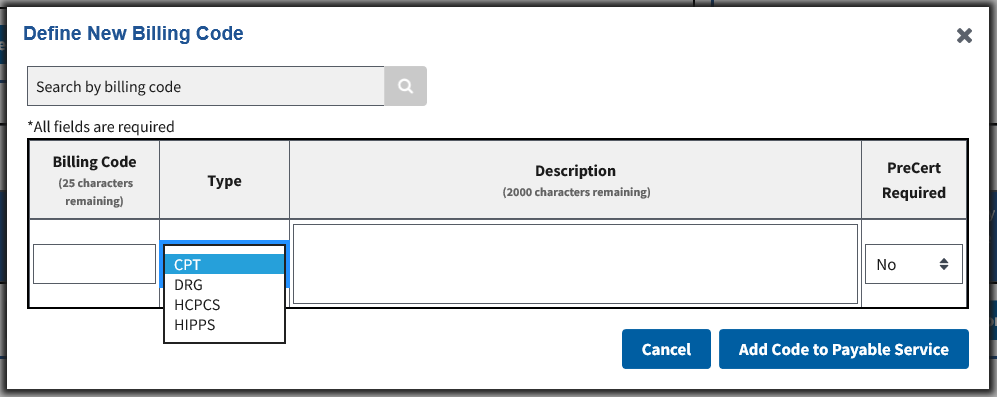 Define New Billing Code
Search by billing code
*All fields are required
Billing Code
(25 characters
remaining)
Type
Description
(2000 characters remaining)
PreCert
Required
CPT
DRG
HCPCS
HIPPS
No
Cancel
Add Code to Payable Service